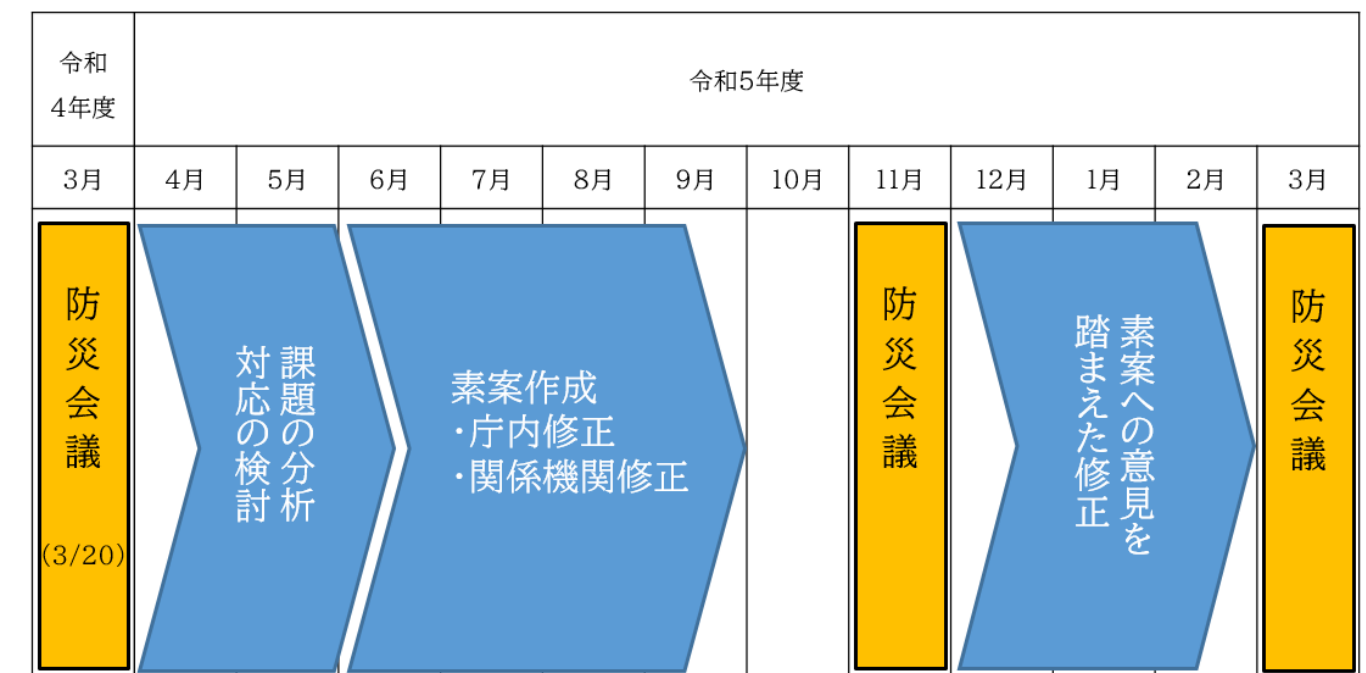 令和
4年度
令和5年度
3月
4月
5月
6月
7月
8月
9月
10月
11月
12月
1月
2月
3月
防災会議
(3/20)
課題の分析
対応の検討
素案作成
・庁内修正
・関係機関修正
防災会議
素案への意見を
踏まえた修正
防災会議